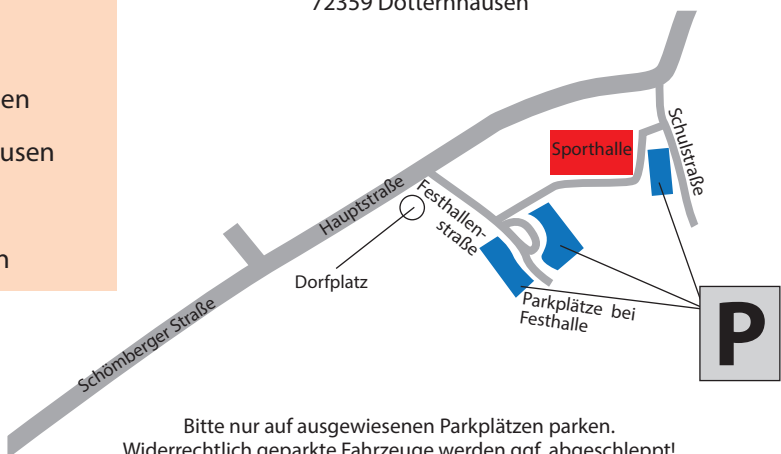 72359 Dotternhausen
en
usen
n
Sporthalle
Schulstraße
Hauptstraße
Festhallen-
straße
Dorfplatz
Parkplätze bei
Festhalle
Schömberger Straße
P
Bitte nur auf ausgewiesenen Parkplätzen parken.
Widerrechtlich geparkte Fahrzeuge werden ggf. abgeschleppt!